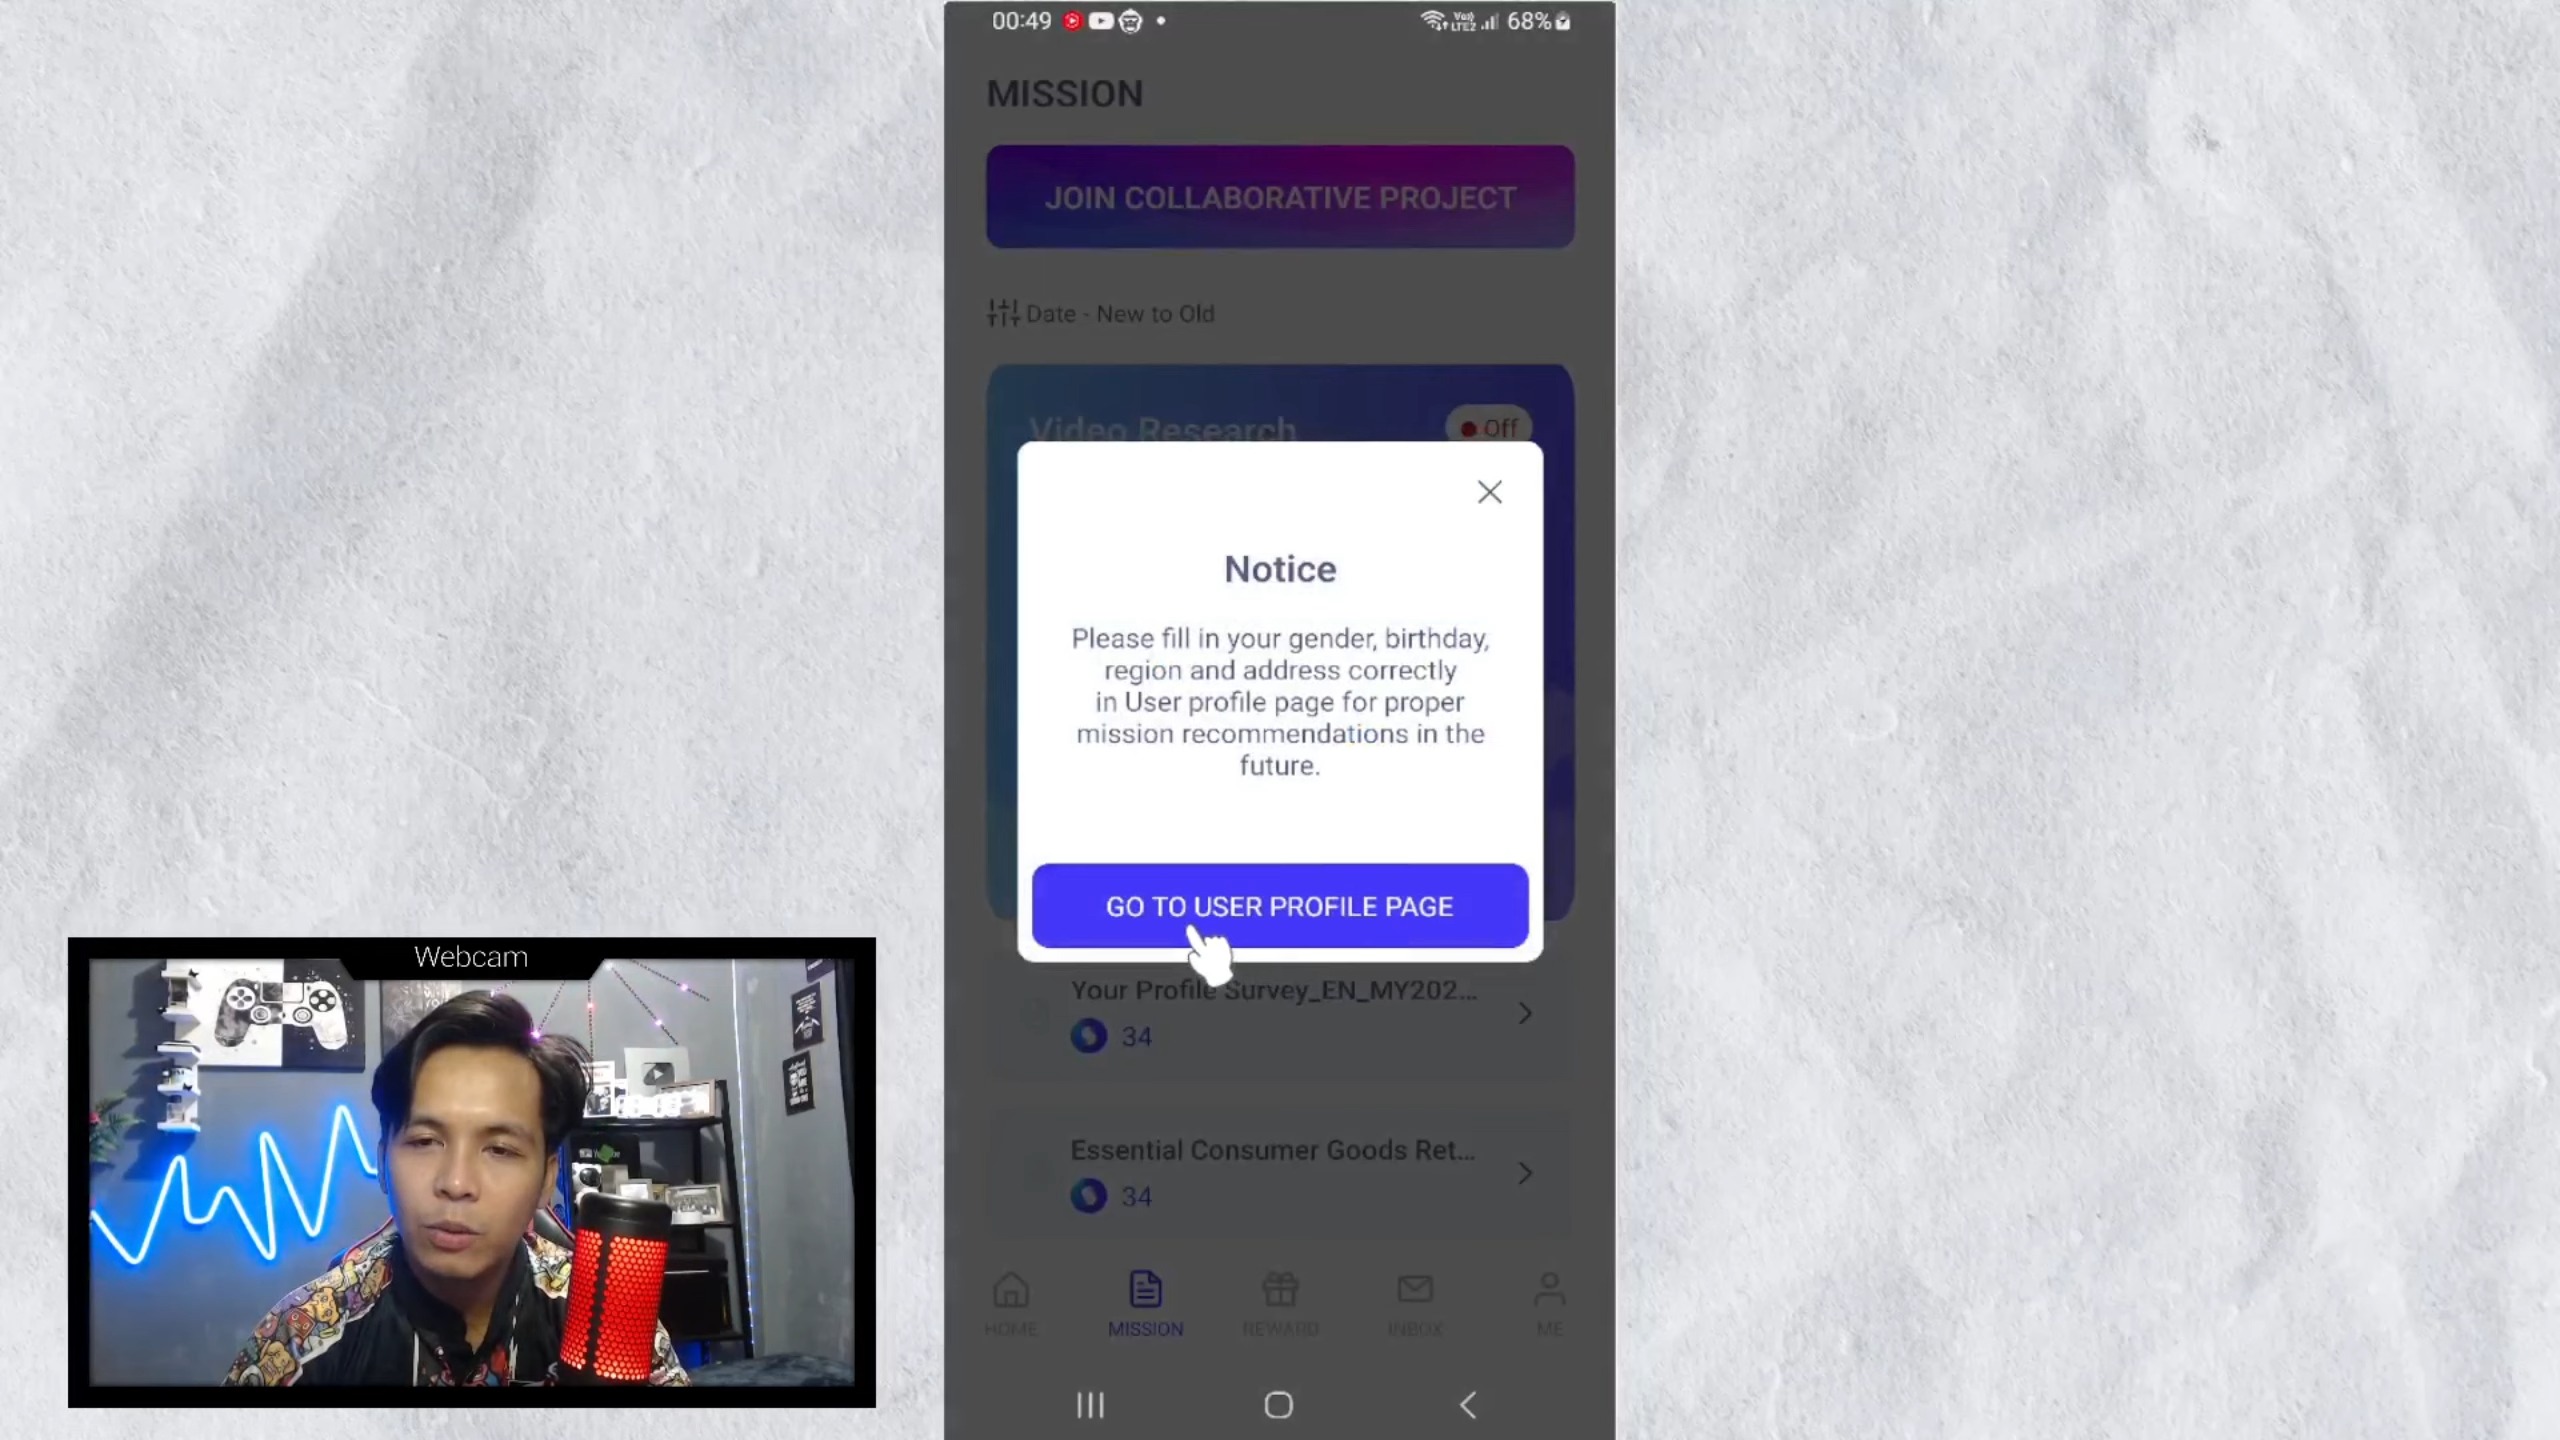 00:49
Vo))
LTE2
68%
MISSION
JOIN COLLABORATIVE PROJECT
Date - New to Old
Video Research
Off
Notice
Please fill in your gender, birthday,
region and address correctly
in User profile page for proper
mission recommendations in the
future.
GO TO USER PROFILE PAGE
Your Profile Survey_EN_MY202...
34
Essential Consumer Goods Ret...
34
HOME
MISSION
REWARD
INBOX
ME
Webcam